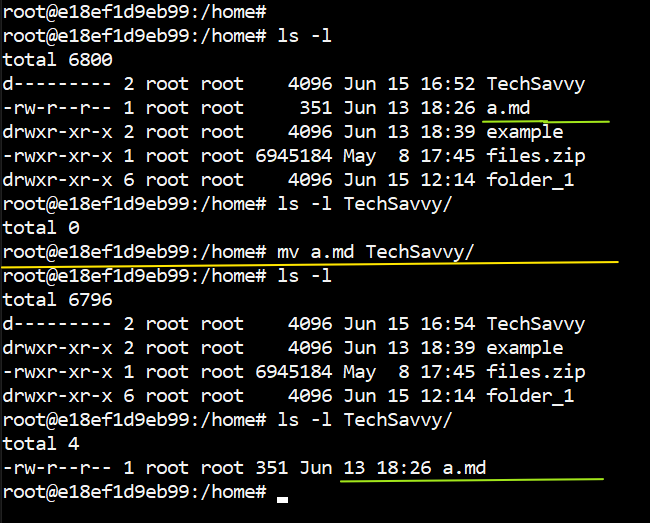 root@e18ef1d9eb99:/home#
root@e18ef1d9eb99:/home# ls -l
total 6800
d--------- 2 root root    4096 Jun 15 16:52 TechSavvy
-rw-r--r-- 1 root root     351 Jun 13 18:26 a.md
drwxr-xr-x 2 root root    4096 Jun 13 18:39 example
-rwxr-xr-x 1 root root 6945184 May  8 17:45 files.zip
drwxr-xr-x 6 root root    4096 Jun 15 12:14 folder_1
root@e18ef1d9eb99:/home# ls -l TechSavvy/
total 0
root@e18ef1d9eb99:/home# mv a.md TechSavvy/
root@e18ef1d9eb99:/home# ls -l
total 6796
d--------- 2 root root    4096 Jun 15 16:54 TechSavvy
drwxr-xr-x 2 root root    4096 Jun 13 18:39 example
-rwxr-xr-x 1 root root 6945184 May  8 17:45 files.zip
drwxr-xr-x 6 root root    4096 Jun 15 12:14 folder_1
root@e18ef1d9eb99:/home# ls -l TechSavvy/
total 4
-rw-r--r-- 1 root root 351 Jun 13 18:26 a.md
root@e18ef1d9eb99:/home#